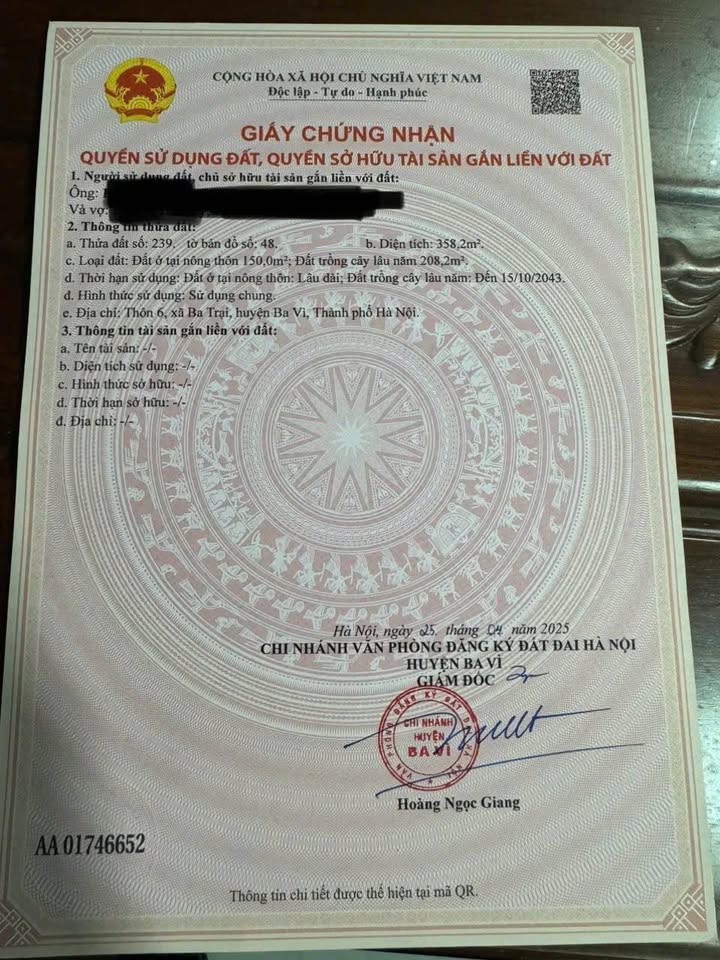 CỘNG HÒA XÃ HỘI CHỦ NGHĨA VIỆT NAM
Độc lập - Tự do - Hạnh phúc
GIẤY CHỨNG NHẬN
QUYỀN SỬ DỤNG ĐẤT, QUYỀN SỞ HỮU TÀI SẢN GẮN LIỀN VỚI ĐẤT
1. Người sử dụng đất, chủ sở hữu tài sản gắn liền với đất:
Ông:
Và vợ:
2. Thông tin thửa đất:
a. Thửa đất số: 239. tờ bản đồ số: 48. b. Diện tích: 358,2m².
c. Loại đất: Đất ở tại nông thôn 150,0m²; Đất trồng cây lâu năm 208,2m².
d. Thời hạn sử dụng: Đất ở tại nông thôn: Lâu dài; Đất trồng cây lâu năm: Đến 15/10/2043.
đ. Hình thức sử dụng: Sử dụng chung.
e. Địa chỉ: Thôn 6, xã Ba Trại, huyện Ba Vì, Thành phố Hà Nội.
3. Thông tin tài sản gắn liền với đất:
a. Tên tài sản: -/-
b. Diện tích sử dụng: -/-
c. Hình thức sở hữu: -/-
d. Thời hạn sở hữu: -/-
đ. Địa chỉ: -/-
Hà Nội, ngày 25. tháng 04 năm 2025
CHI NHÁNH VĂN PHÒNG ĐĂNG KÝ ĐẤT ĐAI HÀ NỘI
HUYỆN BA VÌ
GIÁM ĐỐC
VĂN PHÒNG ĐĂNG KÝ ĐẤT ĐAI HÀ NỘI
CHI NHÁNH
HUYỆN
BA VÌ
Hoàng Ngọc Giang
AA 01746652
Thông tin chi tiết được thể hiện tại mã QR.